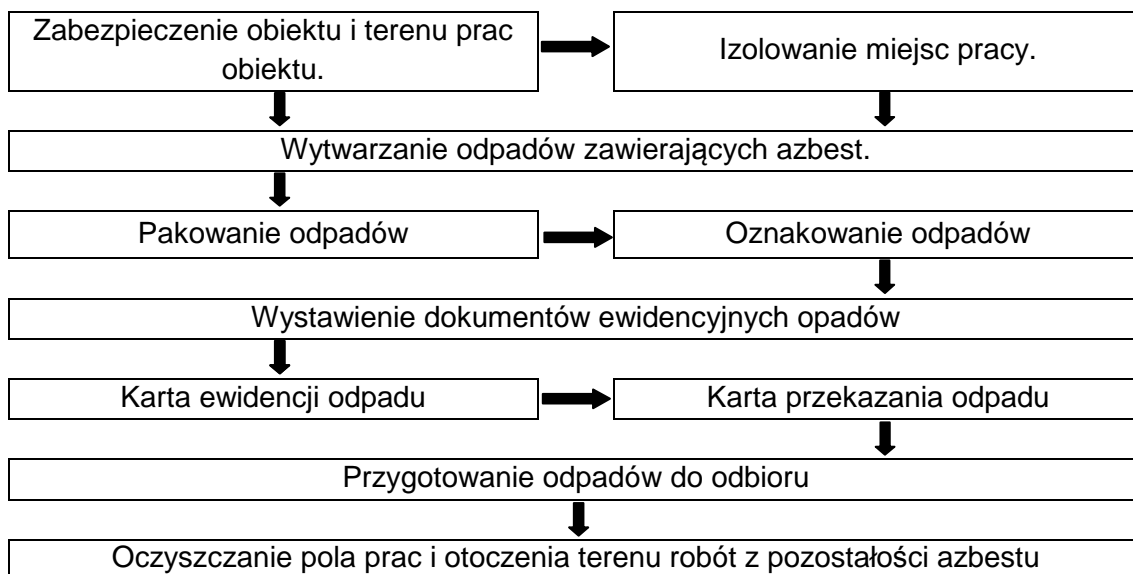 Zabezpieczenie obiektu i terenu prac
obiektu.
Izolowanie miejsc pracy.
Wytwarzanie odpadów zawierających azbest.
Pakowanie odpadów
Oznakowanie odpadów
Wystawienie dokumentów ewidencyjnych opadów
Karta ewidencji odpadu
Karta przekazania odpadu
Przygotowanie odpadów do odbioru
Oczyszczanie pola prac i otoczenia terenu robót z pozostałości azbestu